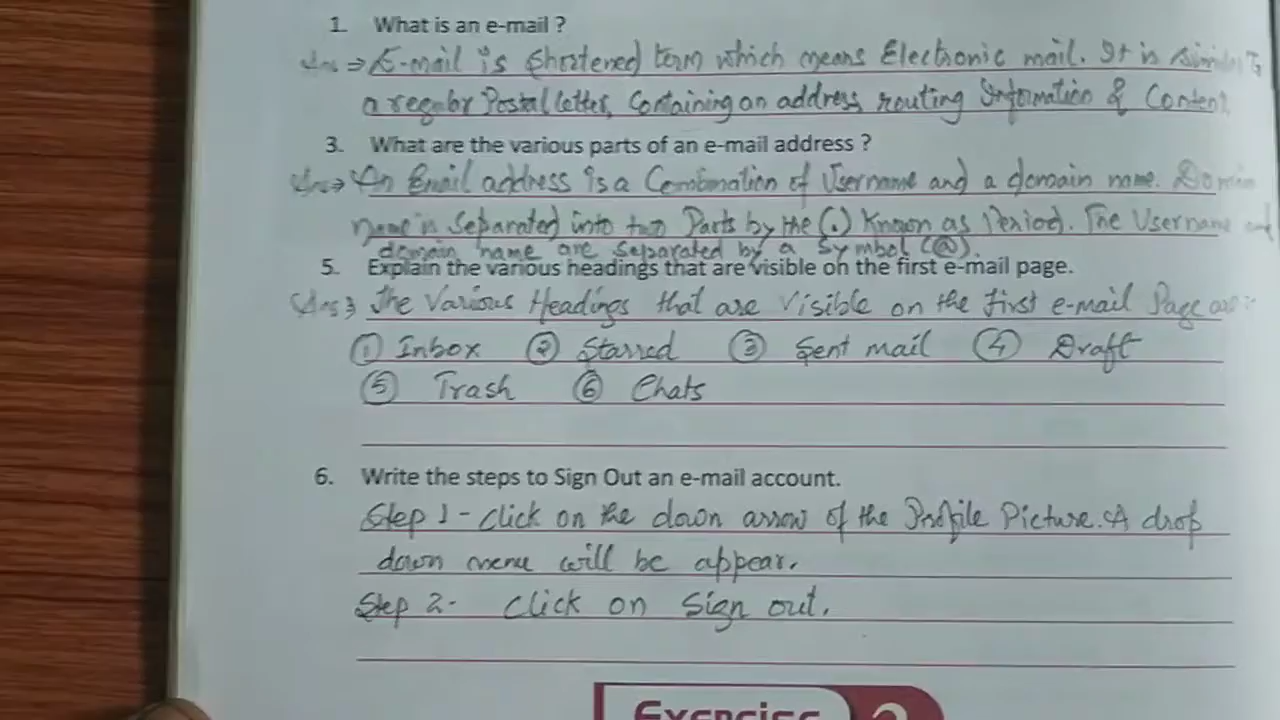 1. What is an e-mail ?
Ans ⇒ E-mail is Shortered term which means Electronic mail. It is similar To
a regular Postal letter, Containing an address, routing Information & Content.
3. What are the various parts of an e-mail address ?
Ans ⇒ An Email address is a Combination of Username and a domain name. Domain
name is Separated into two Parts by the (.) Known as Period. The Username and
domain name are separated by a Symbol (@).
5. Explain the various headings that are visible on the first e-mail page.
Ans ⇒ The Various Headings that are Visible on the first e-mail Page are:
① Inbox ② Starred ③ Sent mail ④ Draft
⑤ Trash ⑥ Chats
6. Write the steps to Sign Out an e-mail account.
Step 1 - Click on the down arrow of the Profile Picture. A drop
down menu will be appear.
Step 2 - Click on Sign out.
Exercise 2